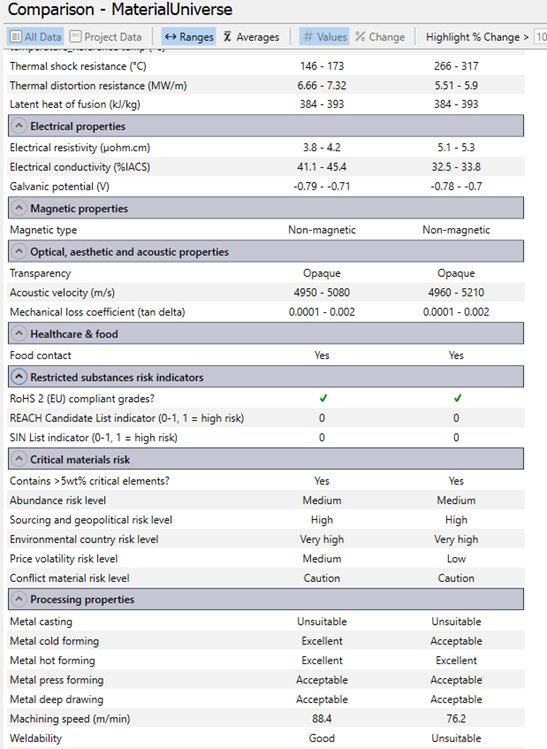 Comparison - MaterialUniverse
All Data Project Data Ranges x̄ Averages # Values % Change Highlight % Change > 10
Thermal shock resistance (°C) 146 - 173 266 - 317
Thermal distortion resistance (MW/m) 6.66 - 7.32 5.51 - 5.9
Latent heat of fusion (kJ/kg) 384 - 393 384 - 393
Electrical properties
Electrical resistivity (µohm.cm) 3.8 - 4.2 5.1 - 5.3
Electrical conductivity (%IACS) 41.1 - 45.4 32.5 - 33.8
Galvanic potential (V) -0.79 - -0.71 -0.78 - -0.7
Magnetic properties
Magnetic type Non-magnetic Non-magnetic
Optical, aesthetic and acoustic properties
Transparency Opaque Opaque
Acoustic velocity (m/s) 4950 - 5080 4960 - 5210
Mechanical loss coefficient (tan delta) 0.0001 - 0.002 0.0001 - 0.002
Healthcare & food
Food contact Yes Yes
Restricted substances risk indicators
RoHS 2 (EU) compliant grades? ✔ ✔
REACH Candidate List indicator (0-1, 1 = high risk) 0 0
SIN List indicator (0-1, 1 = high risk) 0 0
Critical materials risk
Contains >5wt% critical elements? Yes Yes
Abundance risk level Medium Medium
Sourcing and geopolitical risk level High High
Environmental country risk level Very high Very high
Price volatility risk level Medium Low
Conflict material risk level Caution Caution
Processing properties
Metal casting Unsuitable Unsuitable
Metal cold forming Excellent Acceptable
Metal hot forming Excellent Excellent
Metal press forming Acceptable Acceptable
Metal deep drawing Acceptable Acceptable
Machining speed (m/min) 88.4 76.2
Weldability Good Unsuitable